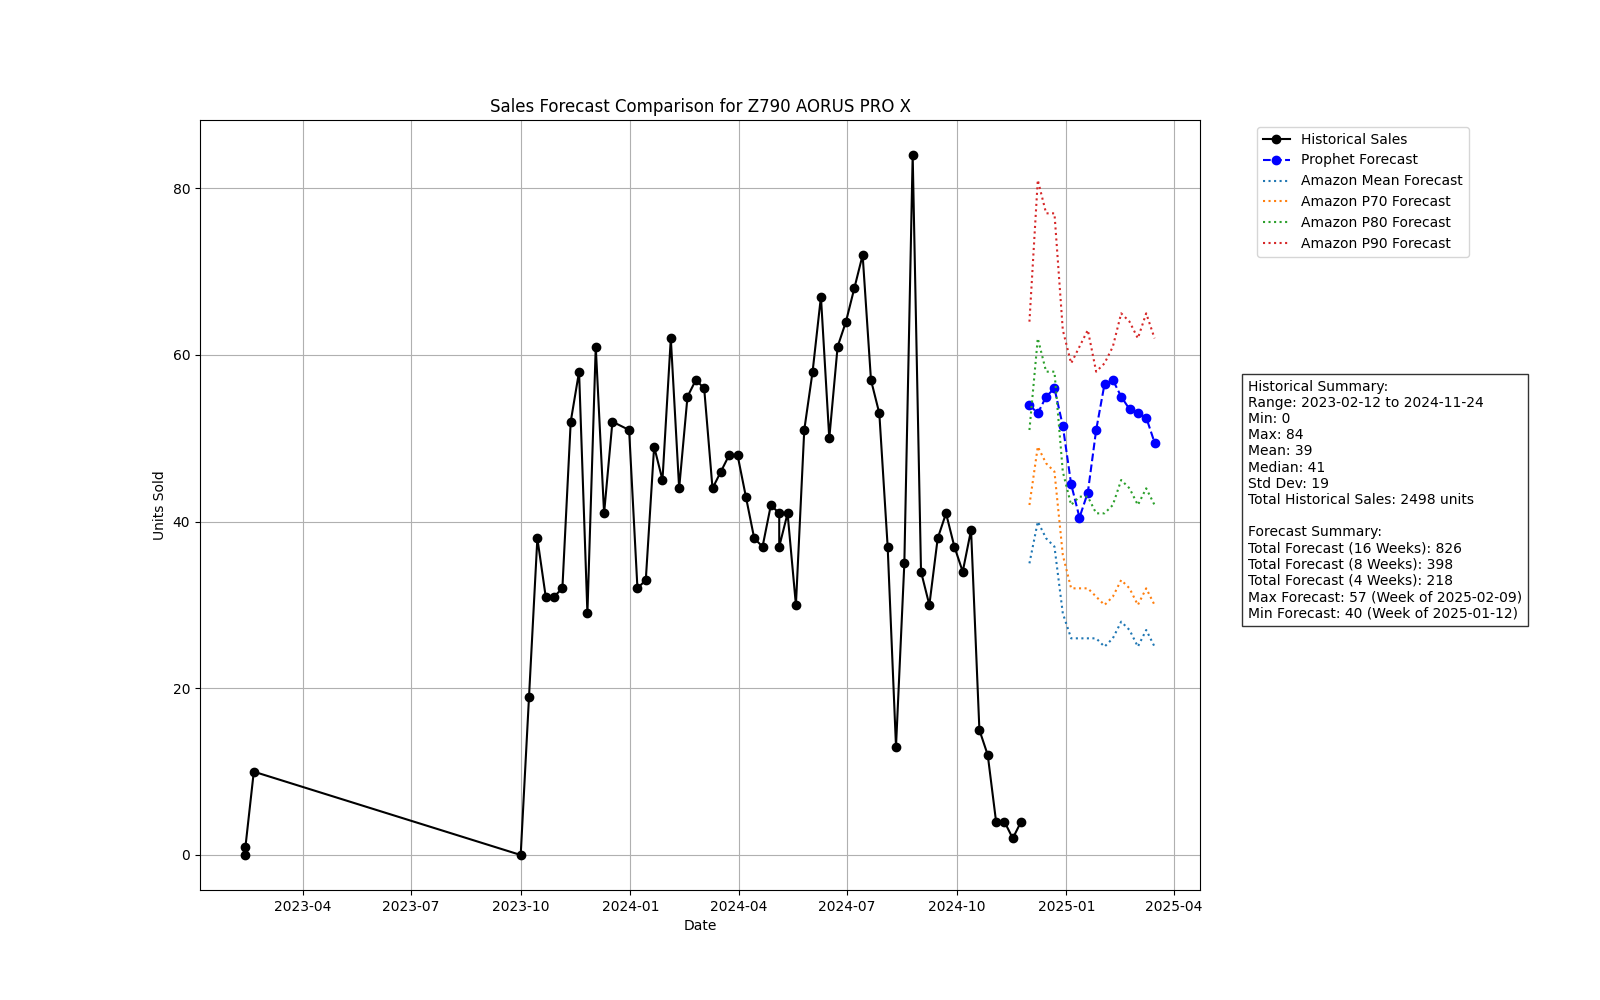 Sales Forecast Comparison for Z790 AORUS PRO X
Historical Sales
Prophet Forecast
Amazon Mean Forecast
Amazon P70 Forecast
Amazon P80 Forecast
Amazon P90 Forecast
80
60
40
20
0
Units Sold
2023-04
2023-07
2023-10
2024-01
2024-04
2024-07
2024-10
2025-01
2025-04
Date
Historical Summary:
Range: 2023-02-12 to 2024-11-24
Min: 0
Max: 84
Mean: 39
Median: 41
Std Dev: 19
Total Historical Sales: 2498 units
Forecast Summary:
Total Forecast (16 Weeks): 826
Total Forecast (8 Weeks): 398
Total Forecast (4 Weeks): 218
Max Forecast: 57 (Week of 2025-02-09)
Min Forecast: 40 (Week of 2025-01-12)